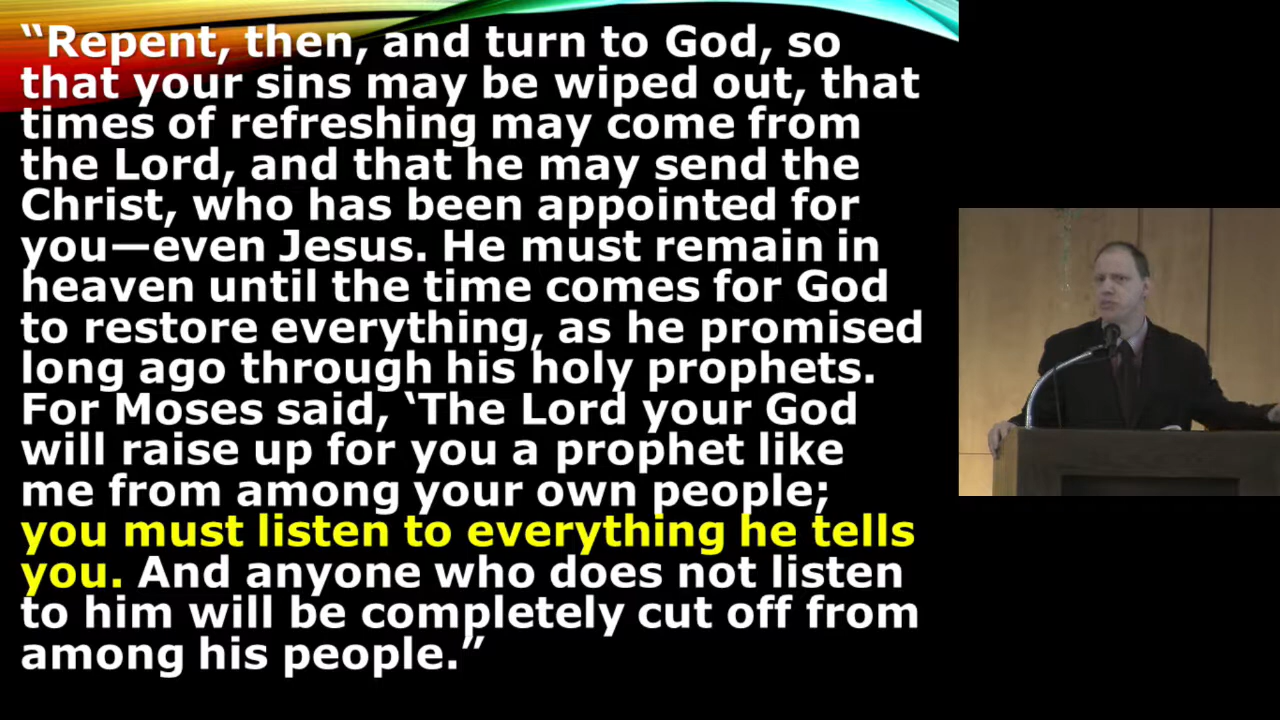 “Repent, then, and turn to God, so
that your sins may be wiped out, that
times of refreshing may come from
the Lord, and that he may send the
Christ, who has been appointed for
you—even Jesus. He must remain in
heaven until the time comes for God
to restore everything, as he promised
long ago through his holy prophets.
For Moses said, ‘The Lord your God
will raise up for you a prophet like
me from among your own people;
you must listen to everything he tells
you. And anyone who does not listen
to him will be completely cut off from
among his people.”